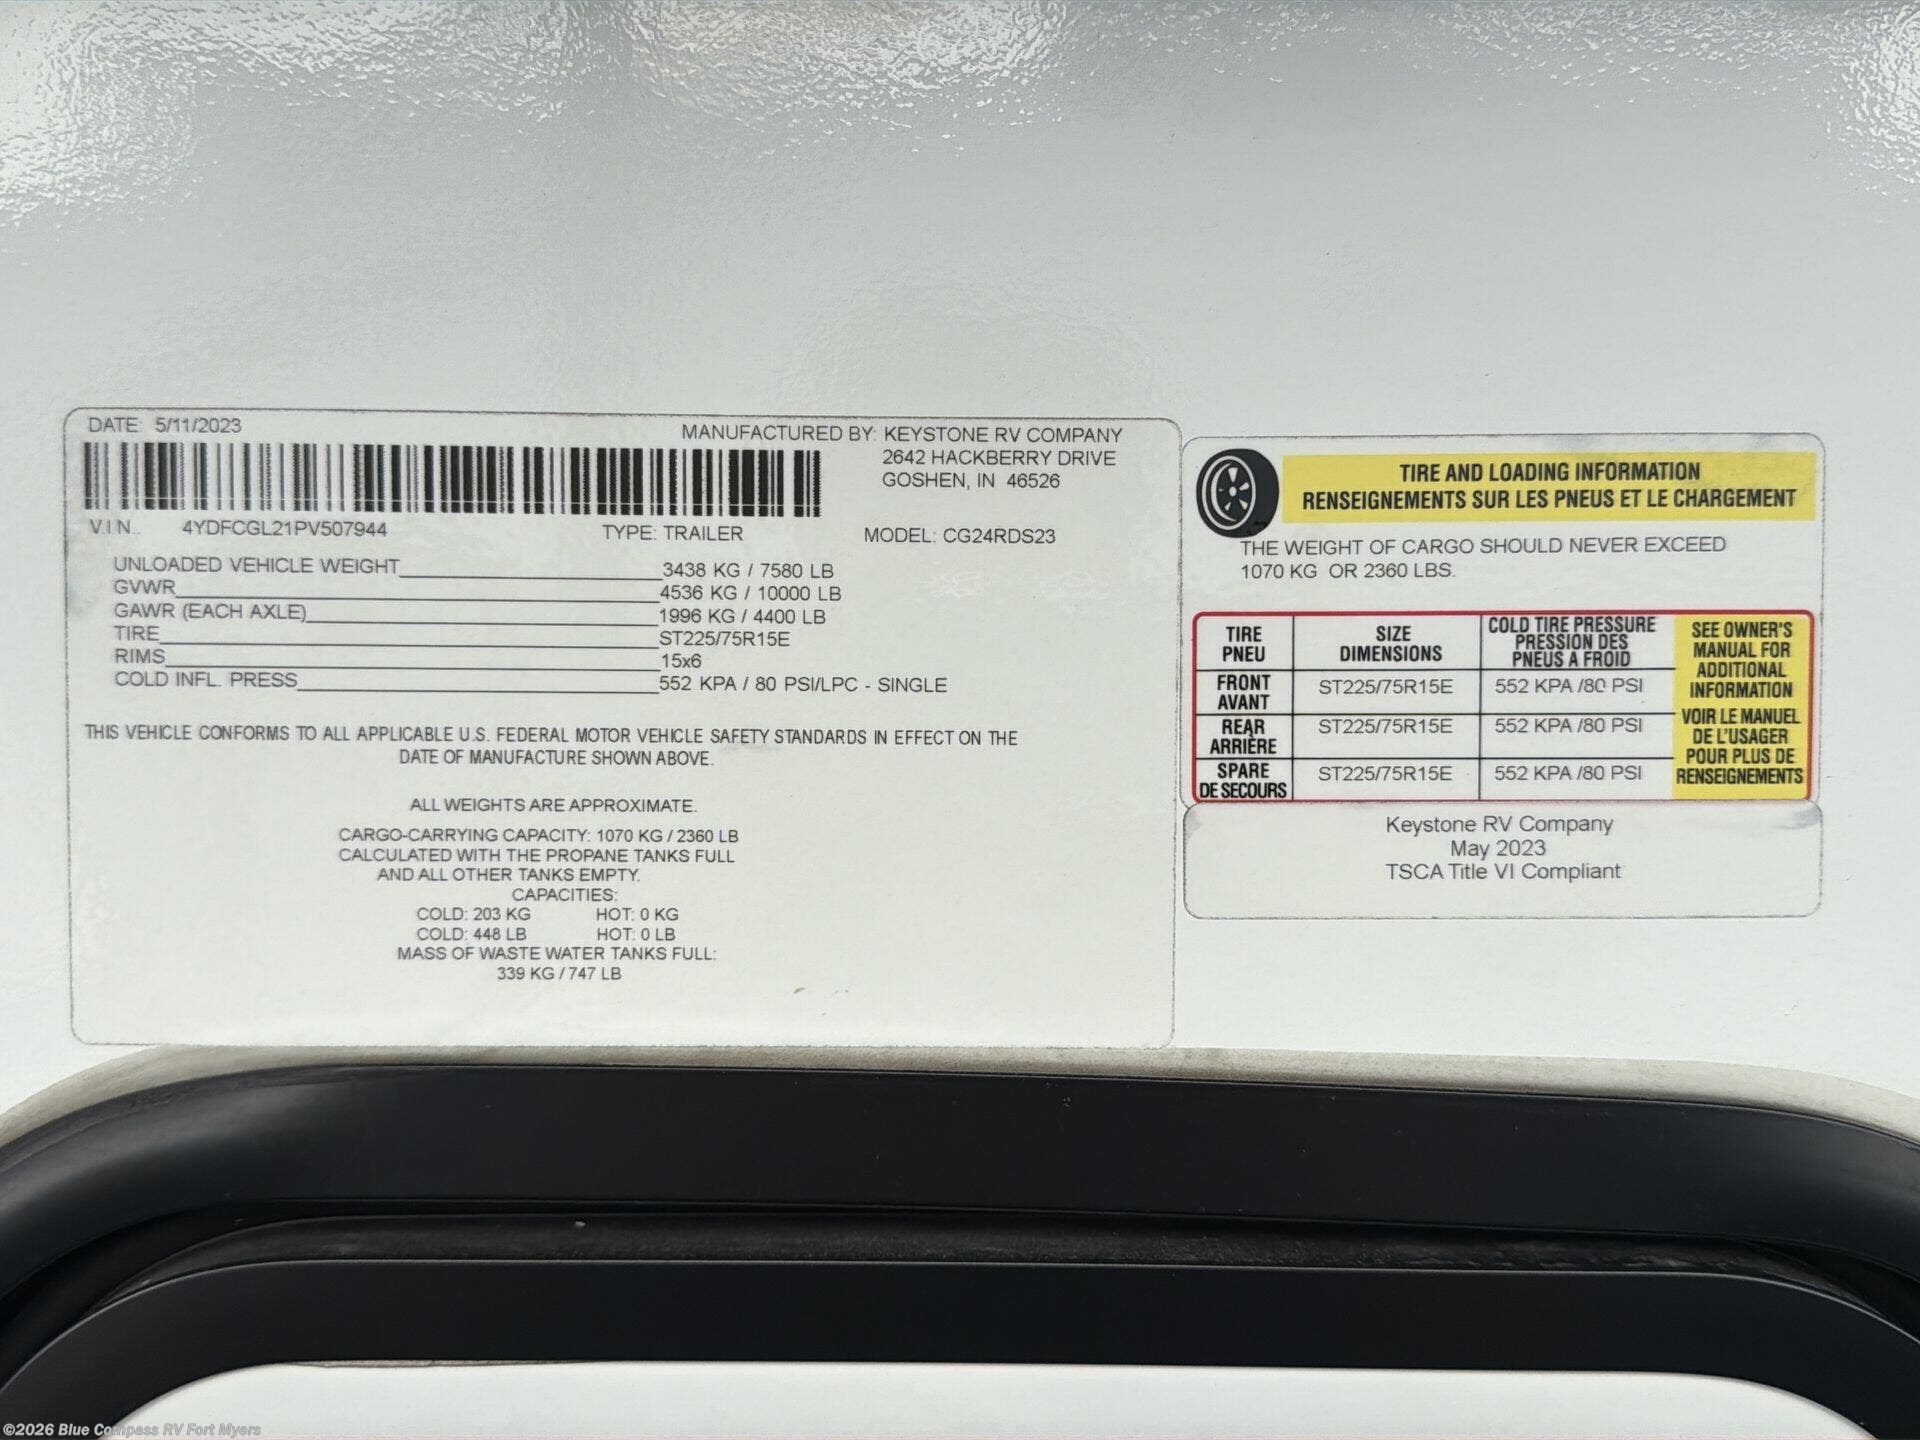 DATE: 5/11/2023
MANUFACTURED BY: KEYSTONE RV COMPANY
2642 HACKBERRY DRIVE
GOSHEN, IN 46526
V.I.N.. 4YDFCGL21PV507944 TYPE: TRAILER MODEL: CG24RDS23
UNLOADED VEHICLE WEIGHT 3438 KG / 7580 LB
GVWR 4536 KG / 10000 LB
GAWR (EACH AXLE) 1996 KG / 4400 LB
TIRE ST225/75R15E
RIMS 15x6
COLD INFL. PRESS 552 KPA / 80 PSI/LPC - SINGLE
THIS VEHICLE CONFORMS TO ALL APPLICABLE U.S. FEDERAL MOTOR VEHICLE SAFETY STANDARDS IN EFFECT ON THE
DATE OF MANUFACTURE SHOWN ABOVE.
ALL WEIGHTS ARE APPROXIMATE.
CARGO-CARRYING CAPACITY: 1070 KG / 2360 LB
CALCULATED WITH THE PROPANE TANKS FULL
AND ALL OTHER TANKS EMPTY.
CAPACITIES:
COLD: 203 KG HOT: 0 KG
COLD: 448 LB HOT: 0 LB
MASS OF WASTE WATER TANKS FULL:
339 KG / 747 LB
TIRE AND LOADING INFORMATION
RENSEIGNEMENTS SUR LES PNEUS ET LE CHARGEMENT
THE WEIGHT OF CARGO SHOULD NEVER EXCEED
1070 KG OR 2360 LBS.
TIRE
PNEU
SIZE
DIMENSIONS
COLD TIRE PRESSURE
PRESSION DES
PNEUS A FROID
FRONT
AVANT
ST225/75R15E 552 KPA /80 PSI
REAR
ARRIÈRE
ST225/75R15E 552 KPA /80 PSI
SPARE
DE SECOURS
ST225/75R15E 552 KPA /80 PSI
SEE OWNER'S
MANUAL FOR
ADDITIONAL
INFORMATION
VOIR LE MANUEL
DE L'USAGER
POUR PLUS DE
RENSEIGNEMENTS
Keystone RV Company
May 2023
TSCA Title VI Compliant
©2026 Blue Compass RV Fort Myers